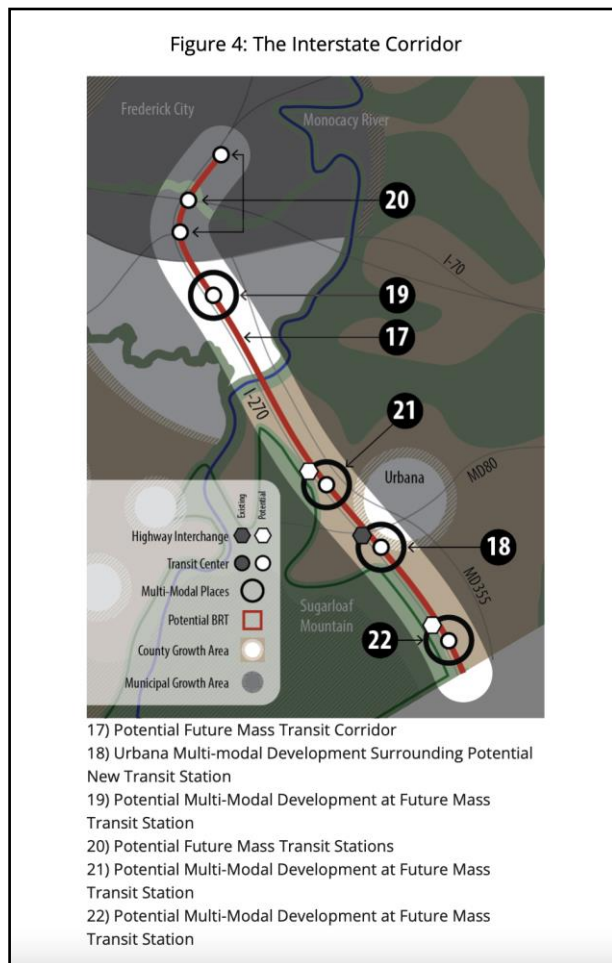 Figure 4: The Interstate Corridor
Frederick City
Monocacy River
20
I-70
19
17
I-270
21
Urbana
MD80
Existing
Potential
Highway Interchange
18
Transit Center
MD355
Multi-Modal Places
Sugarloaf
Mountain
Potential BRT
22
County Growth Area
Municipal Growth Area
17) Potential Future Mass Transit Corridor
18) Urbana Multi-modal Development Surrounding Potential
New Transit Station
19) Potential Multi-Modal Development at Future Mass
Transit Station
20) Potential Future Mass Transit Stations
21) Potential Multi-Modal Development at Future Mass
Transit Station
22) Potential Multi-Modal Development at Future Mass
Transit Station